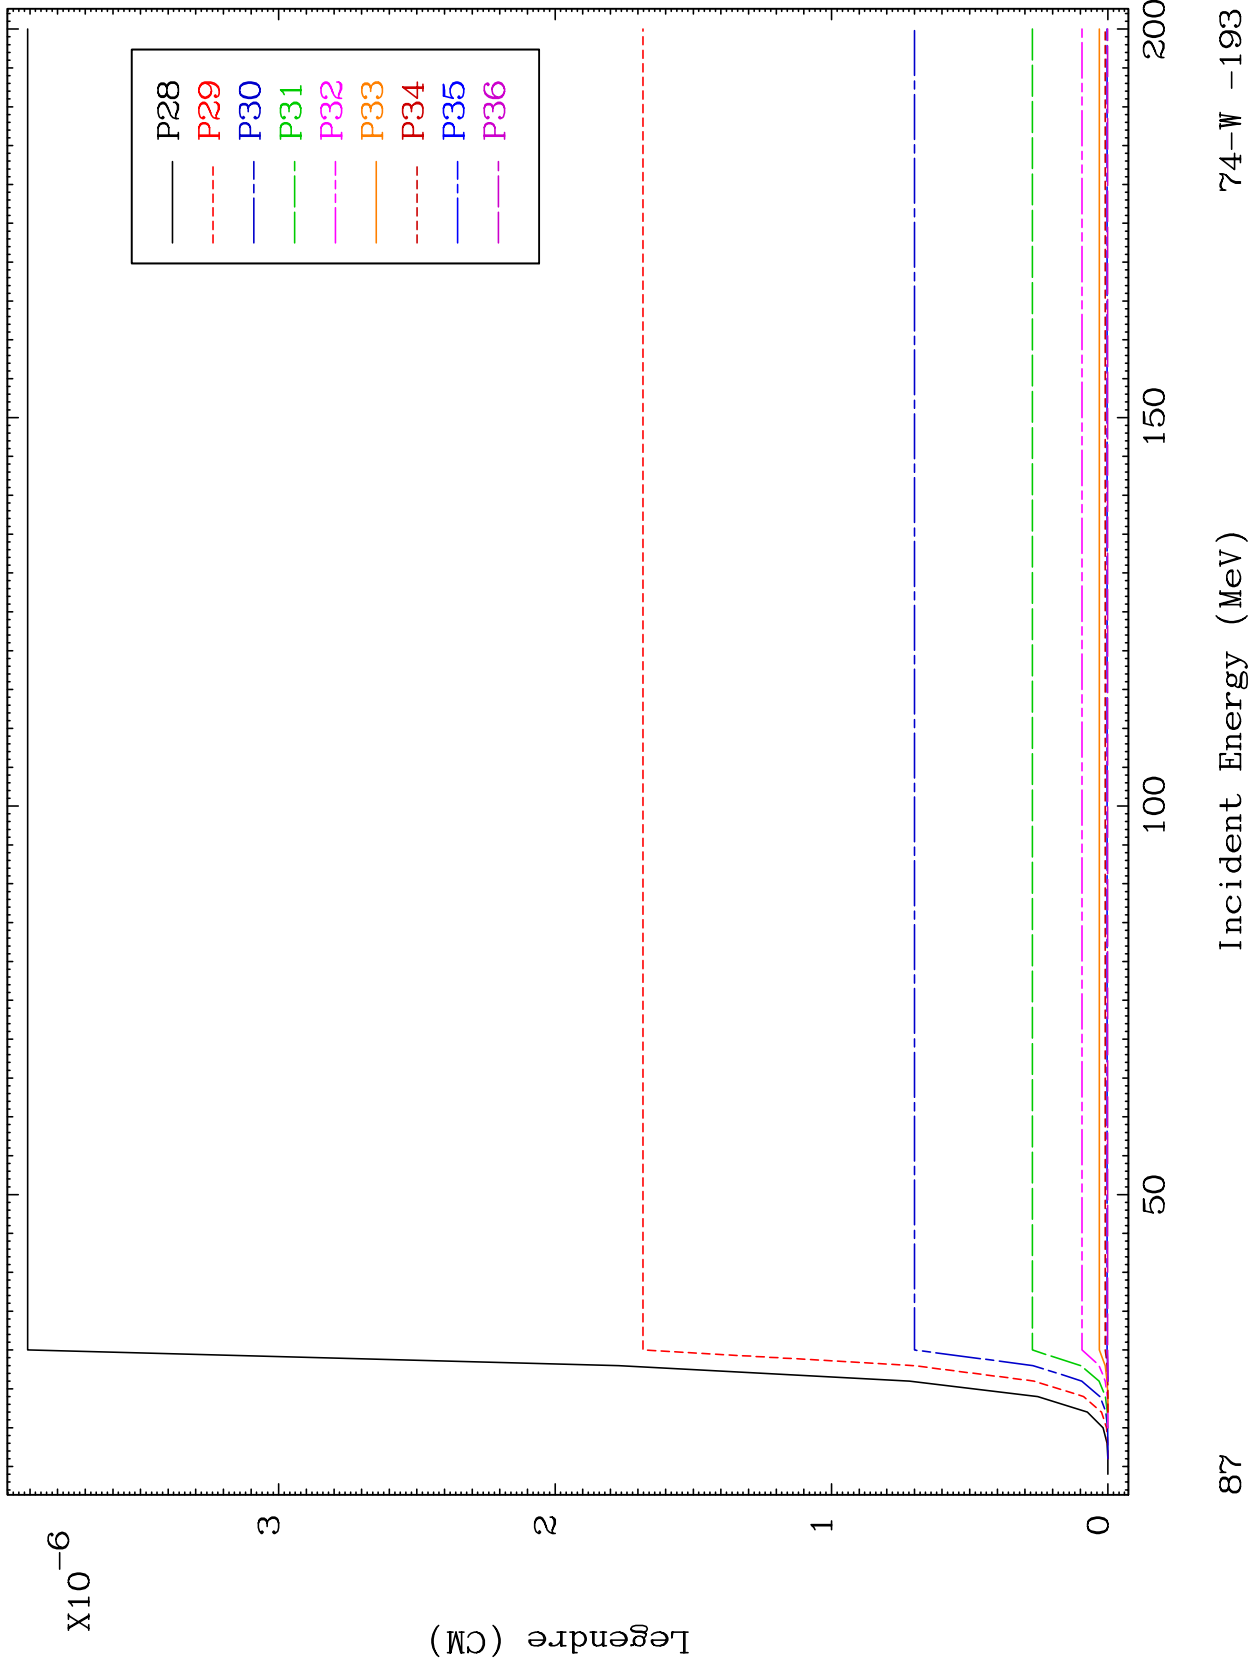 X10⁻⁶
Legendre (CM)
3
2
1
0
P28
P29
P30
P31
P32
P33
P34
P35
P36
50
100
150
200
87
Incident Energy (MeV)
74-W -193